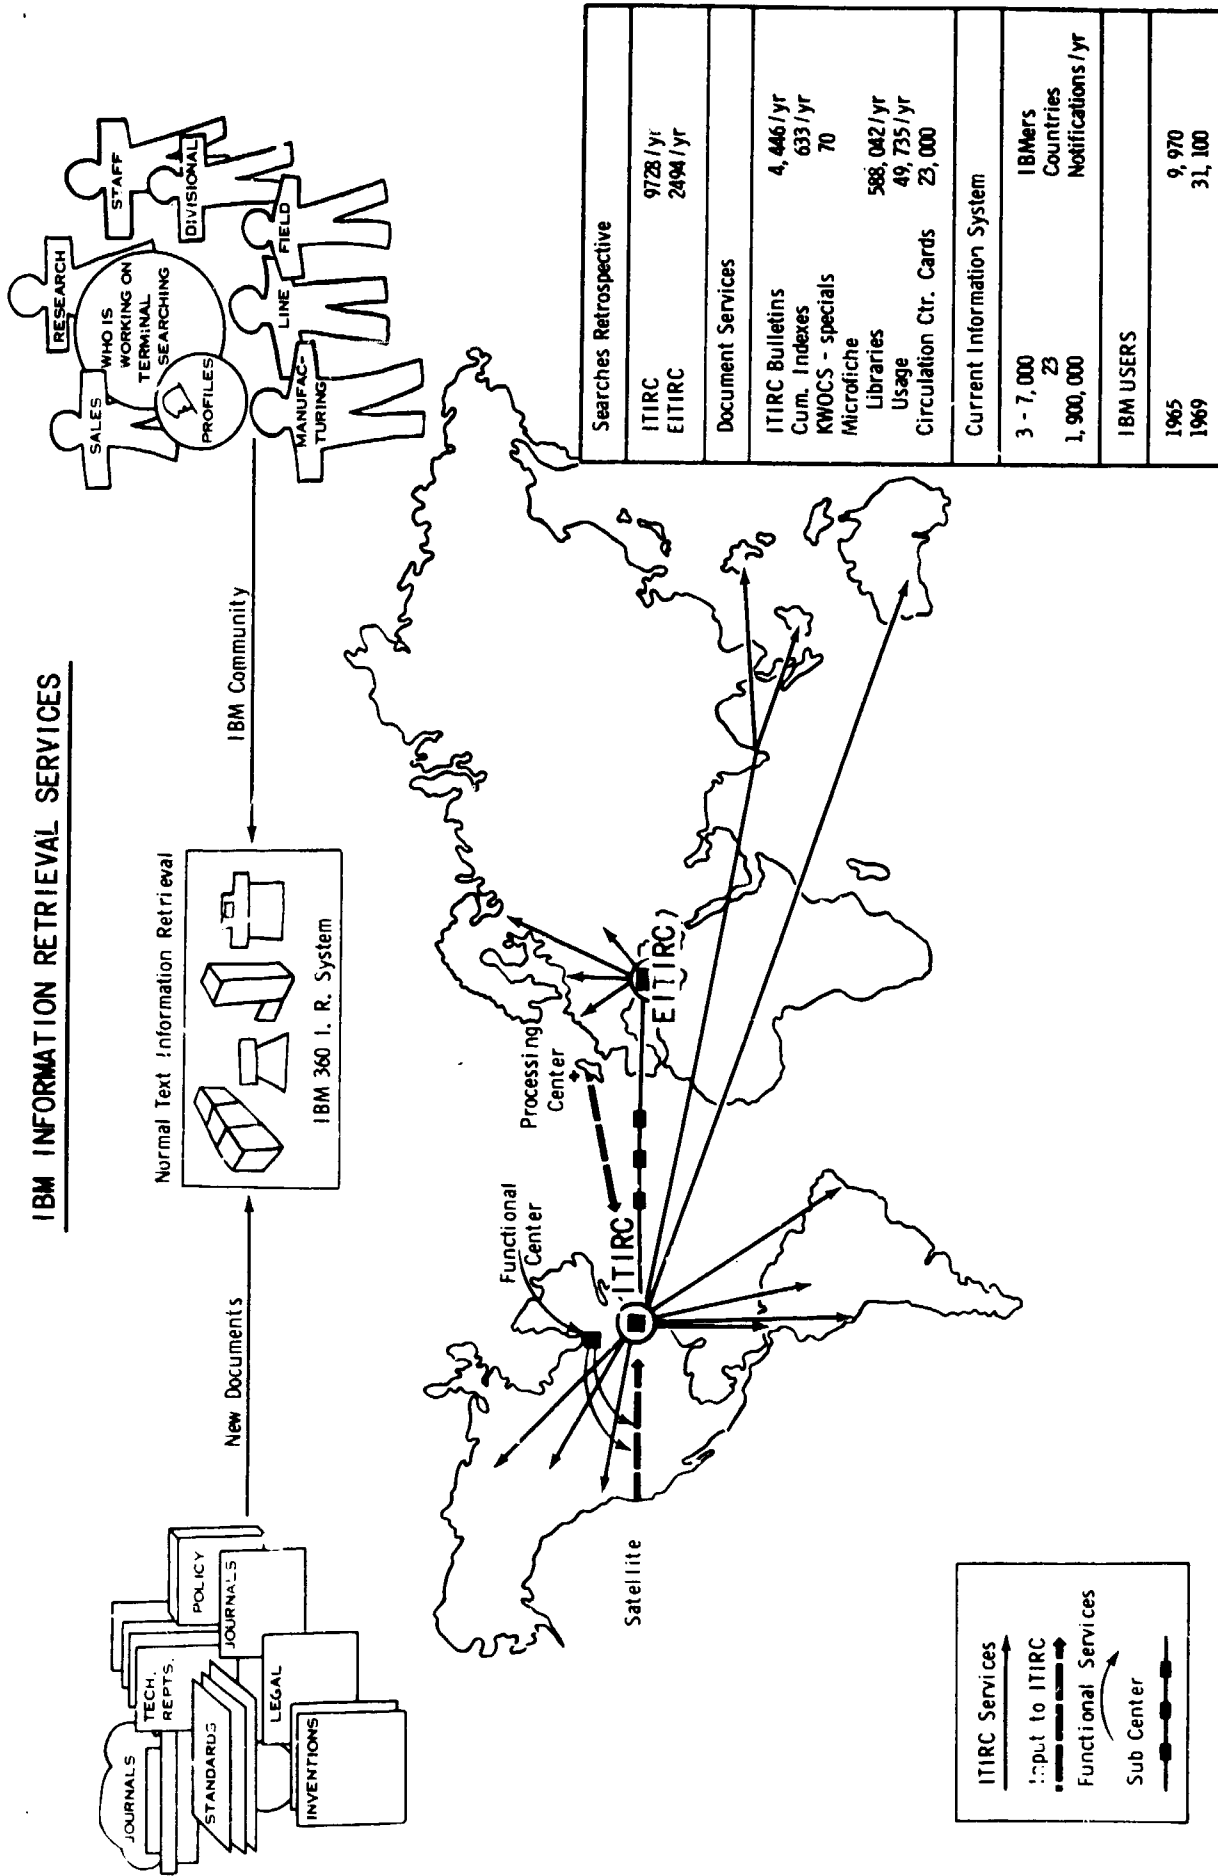 IBM INFORMATION RETRIEVAL SERVICES
JOURNALS
TECH.
REPTS.
POLICY
STANDARDS
JOURNALS
LEGAL
INVENTIONS
New Documents
Normal Text Information Retrieval
IBM 360 I. R. System
IBM Community
SALES
RESEARCH
STAFF
WHO IS
WORKING ON
TERMINAL
SEARCHING
PROFILES
DIVISIONAL
MANUFAC-
TURING
LINE
FIELD
Functional
Center
Processing
Center
Satellite
ITIRC
EITIRC
ITIRC Services
Input to ITIRC
Functional Services
Sub Center
Searches Retrospective
ITIRC 9728/yr
EITIRC 2494/yr
Document Services
ITIRC Bulletins 4,446/yr
Cum. Indexes 633/yr
KWOCS - specials 70
Microfiche
Libraries 588,042/yr
Usage 49,735/yr
Circulation Ctr. Cards 23,000
Current Information System
3 - 7,000 IBMers
23 Countries
1,900,000 Notifications/yr
IBM USERS
1965 9,970
1969 31,100